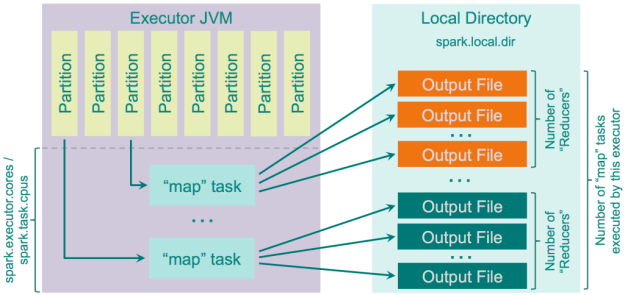 Executor JVM
Partition
Partition
Partition
Partition
Partition
Partition
Partition
Partition
spark.executor.cores /
spark.task.cpus
"map" task
...
"map" task
Local Directory
spark.local.dir
Output File
Output File
...
Output File
Number of
"Reducers"
...
Output File
Output File
...
Output File
Number of
"Reducers"
Number of "map" tasks
executed by this executor